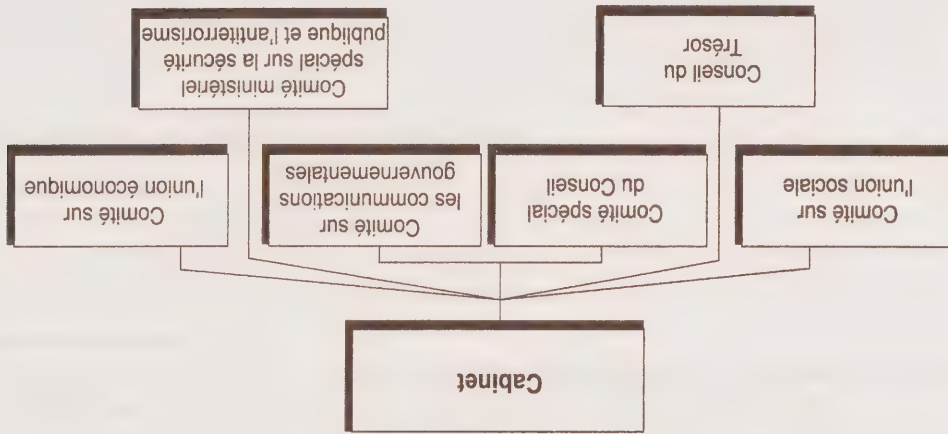 Cabinet
Comité sur
l'union sociale
Comité spécial
du Conseil
Comité sur
les communications
gouvernementales
Comité sur
l'union économique
Conseil du
Trésor
Comité ministériel
spécial sur la sécurité
publique et l'antiterrorisme